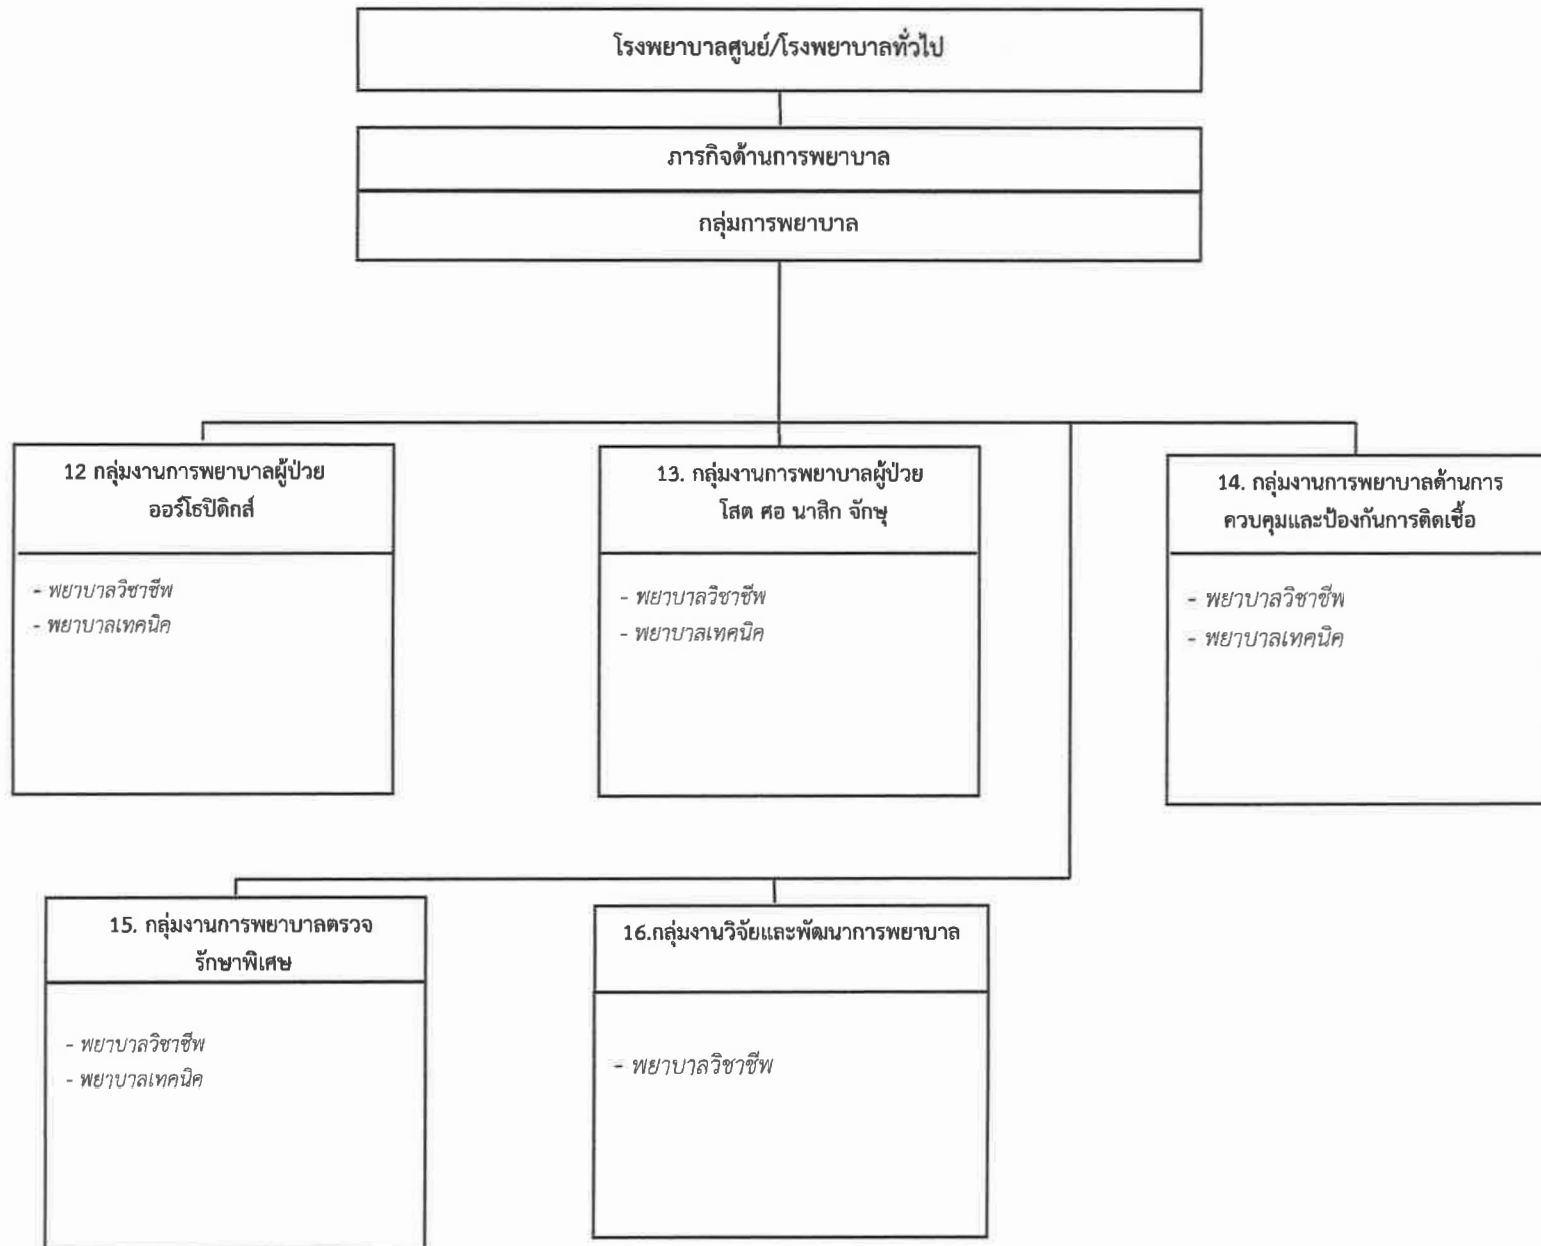 โรงพยาบาลศูนย์/โรงพยาบาลทั่วไป
ภารกิจด้านการพยาบาล
กลุ่มการพยาบาล
12 กลุ่มงานการพยาบาลผู้ป่วย
ออร์โธปิดิกส์
- พยาบาลวิชาชีพ
- พยาบาลเทคนิค
13. กลุ่มงานการพยาบาลผู้ป่วย
โสต ศอ นาสิก จักษุ
- พยาบาลวิชาชีพ
- พยาบาลเทคนิค
14. กลุ่มงานการพยาบาลด้านการ
ควบคุมและป้องกันการติดเชื้อ
- พยาบาลวิชาชีพ
- พยาบาลเทคนิค
15. กลุ่มงานการพยาบาลตรวจ
รักษาพิเศษ
- พยาบาลวิชาชีพ
- พยาบาลเทคนิค
16.กลุ่มงานวิจัยและพัฒนาการพยาบาล
- พยาบาลวิชาชีพ